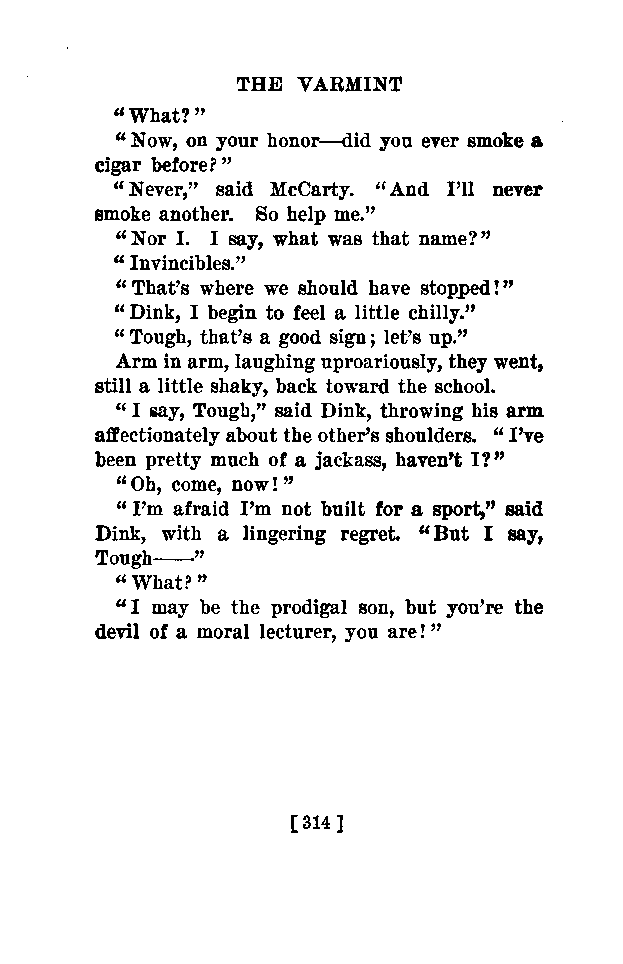 THE VARMINT
"What?"
"Now, on your honor—did you ever smoke a
cigar before?"
"Never," said McCarty. "And I'll never
smoke another. So help me."
"Nor I. I say, what was that name?"
"Invincibles."
"That's where we should have stopped!"
"Dink, I begin to feel a little chilly."
"Tough, that's a good sign; let's up."
Arm in arm, laughing uproariously, they went,
still a little shaky, back toward the school.
"I say, Tough," said Dink, throwing his arm
affectionately about the other's shoulders. "I've
been pretty much of a jackass, haven't I?"
"Oh, come, now!"
"I'm afraid I'm not built for a sport," said
Dink, with a lingering regret. "But I say,
Tough——"
"What?"
"I may be the prodigal son, but you're the
devil of a moral lecturer, you are!"
[314]